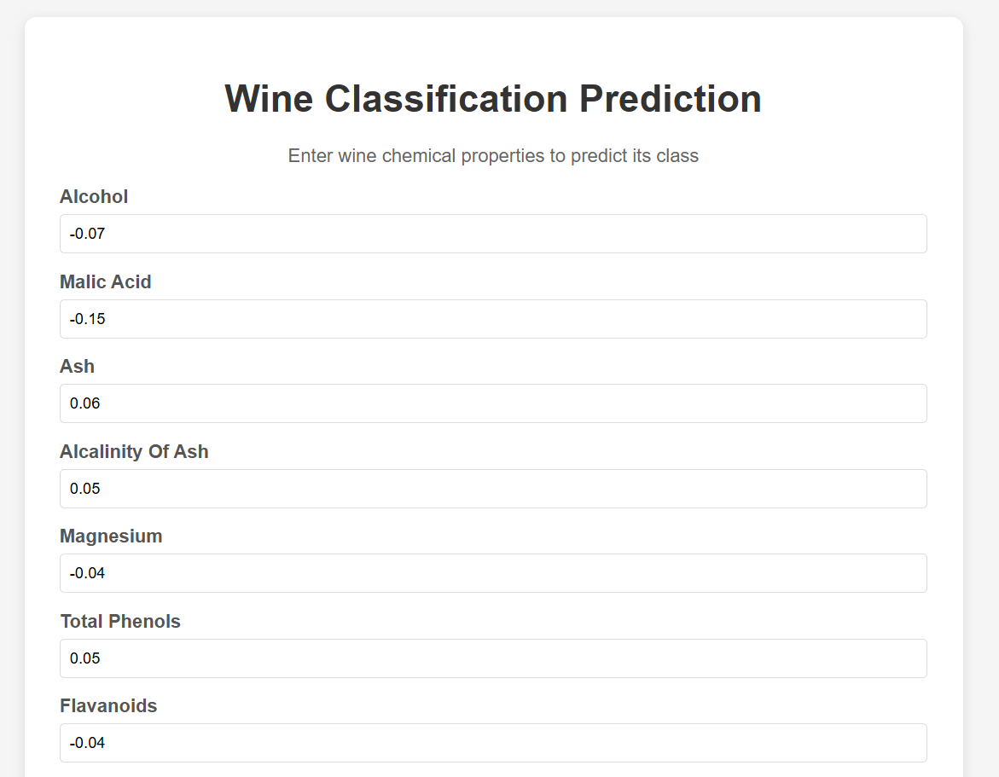 Wine Classification Prediction
Enter wine chemical properties to predict its class
Alcohol
-0.07
Malic Acid
-0.15
Ash
0.06
Alcalinity Of Ash
0.05
Magnesium
-0.04
Total Phenols
0.05
Flavanoids
-0.04